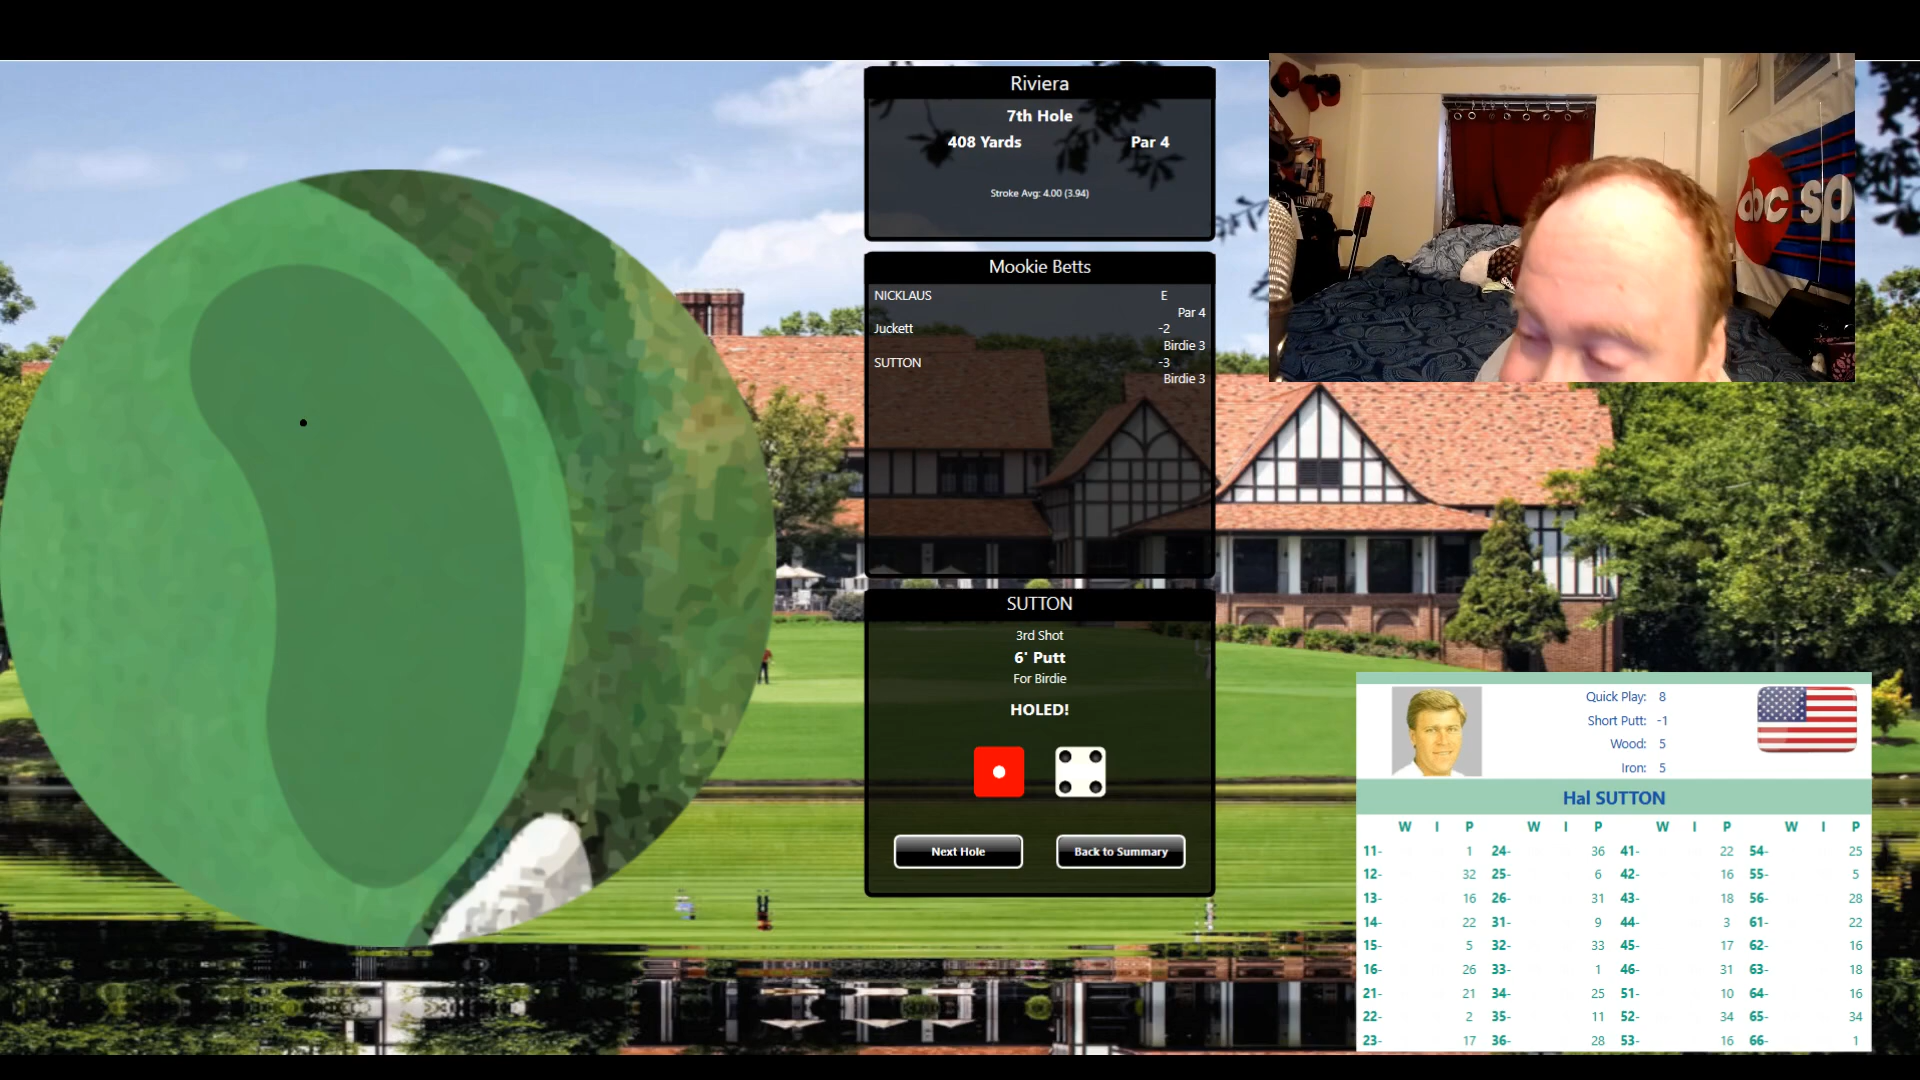 Riviera
7th Hole
408 Yards Par 4
Stroke Avg: 4.00 (3.94)
Mookie Betts
NICKLAUS E
Par 4
Juckett -2
Birdie 3
SUTTON -3
Birdie 3
SUTTON
3rd Shot
6' Putt
For Birdie
HOLED!
Next Hole Back to Summary
abc sp
Quick Play: 8
Short Putt: -1
Wood: 5
Iron: 5
Hal SUTTON
W I P W I P W I P W I P
11- 1 24- 36 41- 22 54- 25
12- 32 25- 6 42- 16 55- 5
13- 16 26- 31 43- 18 56- 28
14- 22 31- 9 44- 3 61- 22
15- 5 32- 33 45- 17 62- 16
16- 26 33- 1 46- 31 63- 18
21- 21 34- 25 51- 10 64- 16
22- 2 35- 11 52- 34 65- 34
23- 17 36- 28 53- 16 66- 1